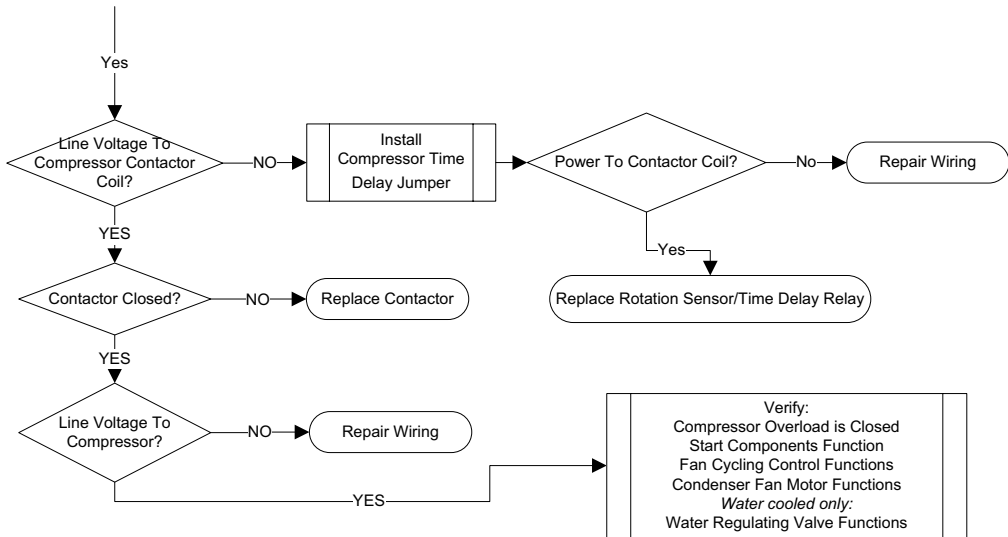 Yes
Line Voltage To
Compressor Contactor
Coil?
NO
Install
Compressor Time
Delay Jumper
Power To Contactor Coil?
No
Repair Wiring
YES
Yes
Contactor Closed?
NO
Replace Contactor
Replace Rotation Sensor/Time Delay Relay
YES
Line Voltage To
Compressor?
NO
Repair Wiring
YES
Verify:
Compressor Overload is Closed
Start Components Function
Fan Cycling Control Functions
Condenser Fan Motor Functions
Water cooled only:
Water Regulating Valve Functions